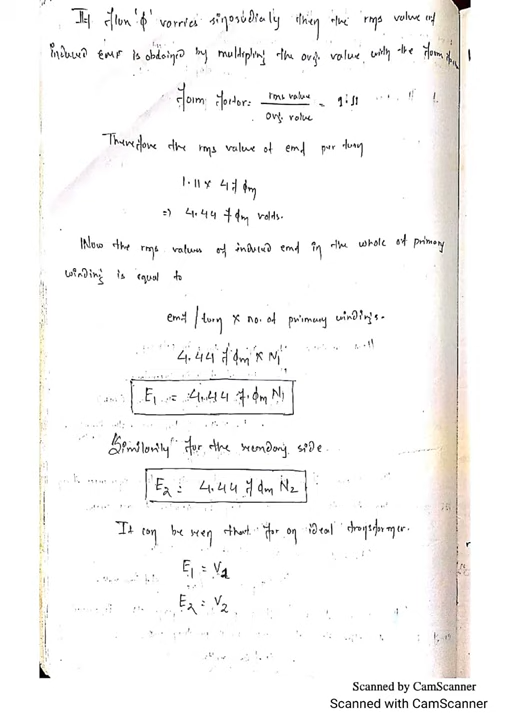 If flux 'ϕ' varries sinosodialy then the rms value of
induced EMF is obtained by multipling the avg. value with the form
form factor = rms value / avg. value = 1.11
Therefore the rms value of emf per turn
1.11 x 4 f ϕm
=> 4.44 f ϕm volts.
Now the rms values of induced emf in the whole of primary
winding is equal to
emf / turn x no. of primary windings.
4.44 f ϕm x N1
E1 = 4.44 f ϕm N1
Similarily for the secondary side
E2 = 4.44 f ϕm N2
It can be seen that for an ideal transformer.
E1 = V1
E2 = V2
Scanned by CamScanner
Scanned with CamScanner